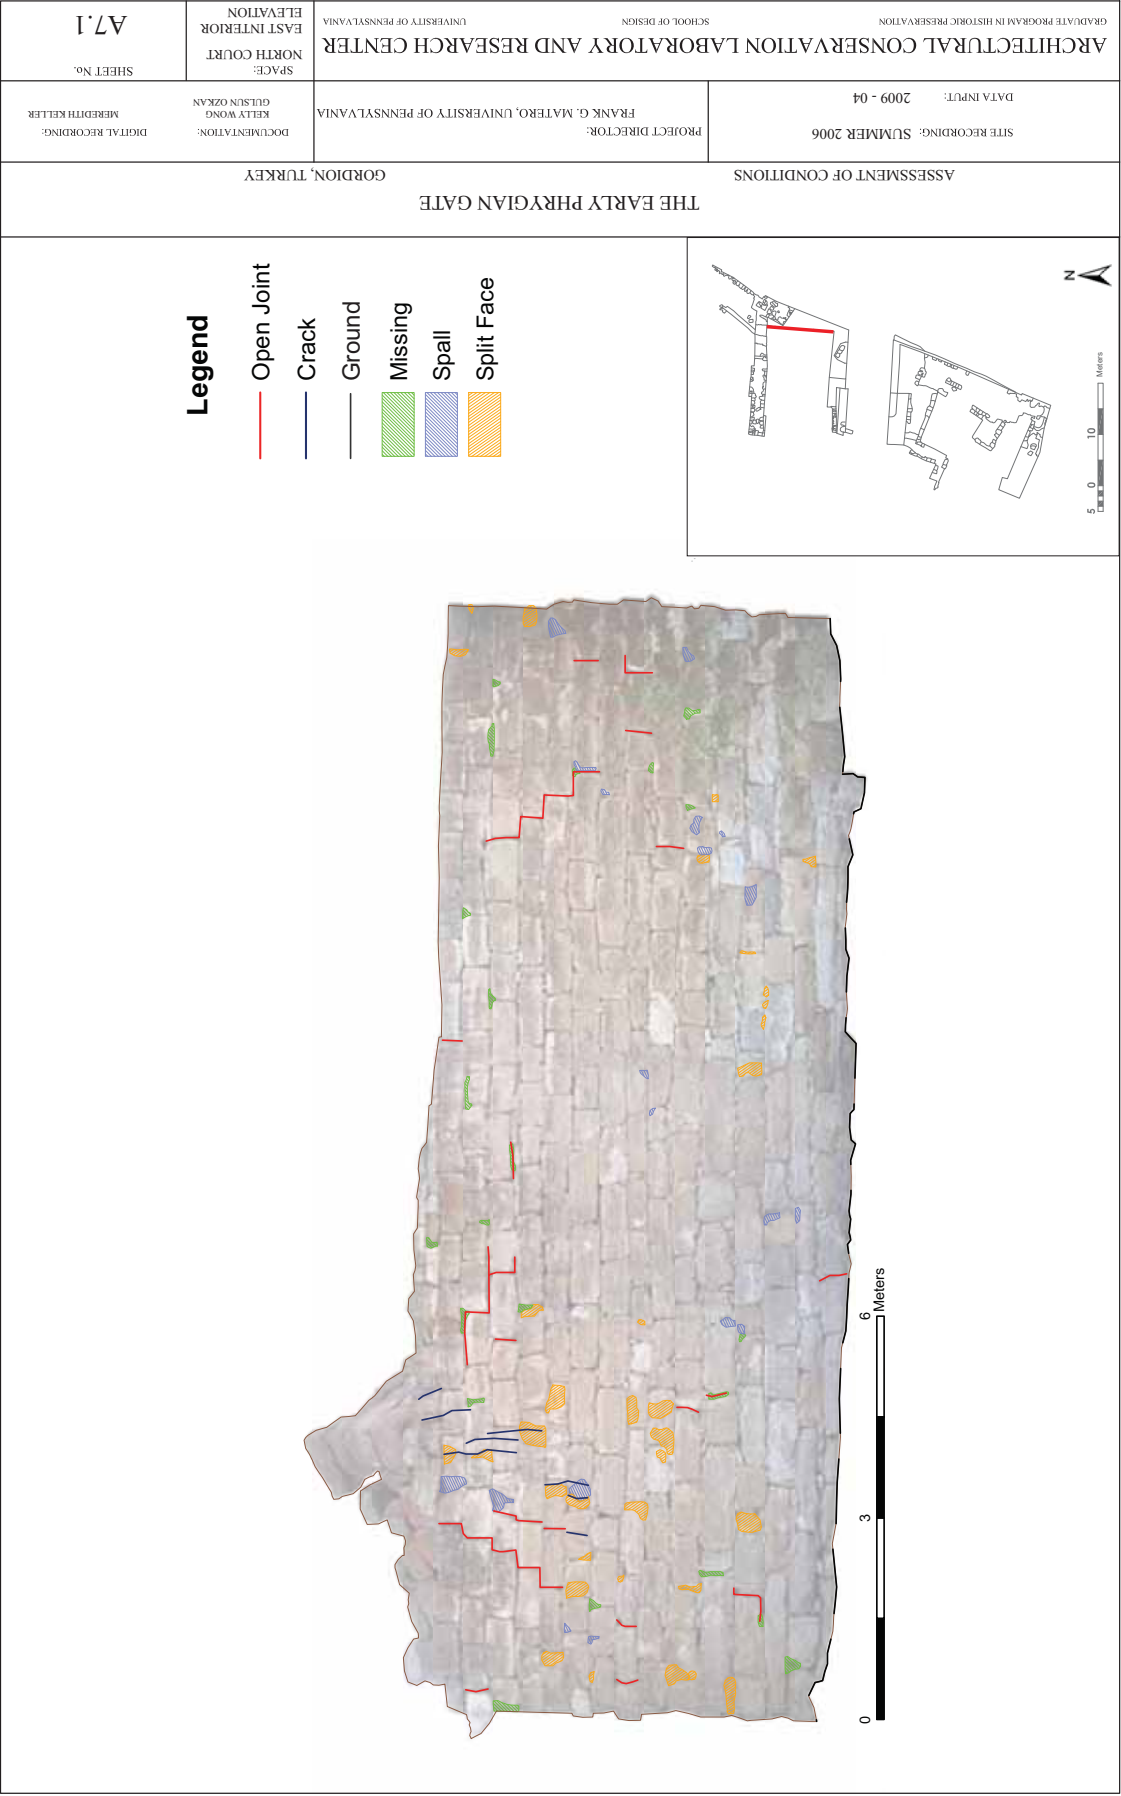 SHEET No.
A7.1
SPACE:
NORTH COURT
EAST INTERIOR
ELEVATION
ARCHITECTURAL CONSERVATION LABORATORY AND RESEARCH CENTER
GRADUATE PROGRAM IN HISTORIC PRESERVATION
SCHOOL OF DESIGN
UNIVERSITY OF PENNSYLVANIA
DIGITAL RECORDING:
MEREDITH KELLER
DOCUMENTATION:
KELLY WONG
GULSUN OZKAN
PROJECT DIRECTOR:
FRANK G. MATERO, UNIVERSITY OF PENNSYLVANIA
SITE RECORDING: SUMMER 2006
DATA INPUT: 2009 - 04
THE EARLY PHRYGIAN GATE
ASSESSMENT OF CONDITIONS
GORDION, TURKEY
Legend
Open Joint
Crack
Ground
Missing
Spall
Split Face
N
5 0 10 Meters
0 3 6 Meters